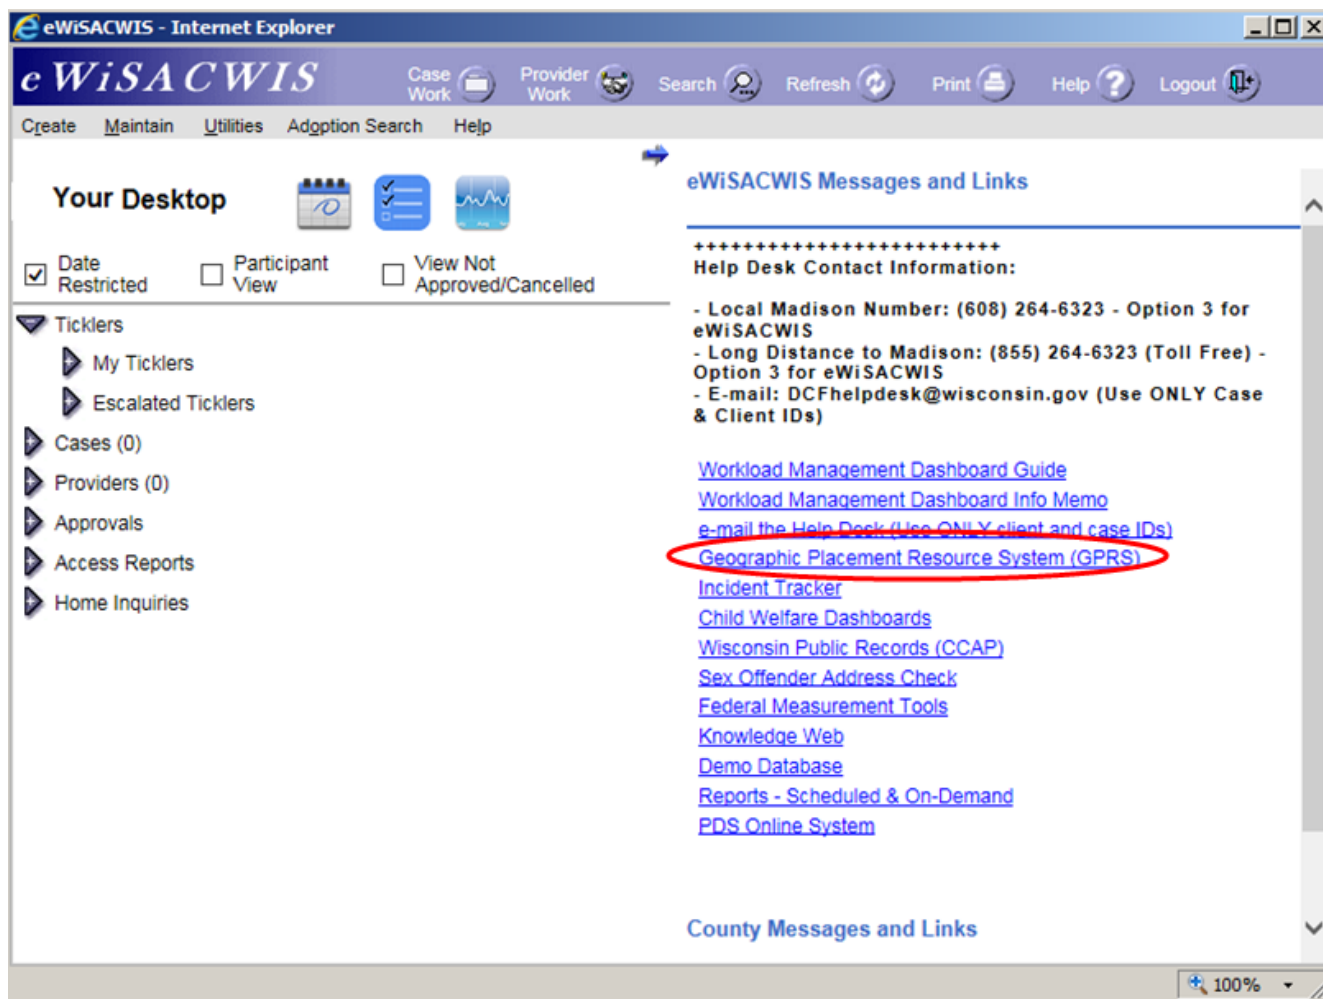 eWiSACWIS - Internet Explorer
eWiSACWIS
Case Work
Provider Work
Search
Refresh
Print
Help
Logout
Create Maintain Utilities Adoption Search Help
Your Desktop
Date Restricted
Participant View
View Not Approved/Cancelled
Ticklers
My Ticklers
Escalated Ticklers
Cases (0)
Providers (0)
Approvals
Access Reports
Home Inquiries
eWiSACWIS Messages and Links
+++++++++++++++++++++++++
Help Desk Contact Information:
- Local Madison Number: (608) 264-6323 - Option 3 for
eWiSACWIS
- Long Distance to Madison: (855) 264-6323 (Toll Free) -
Option 3 for eWiSACWIS
- E-mail: DCFhelpdesk@wisconsin.gov (Use ONLY Case
& Client IDs)
Workload Management Dashboard Guide
Workload Management Dashboard Info Memo
e-mail the Help Desk (Use ONLY client and case IDs)
Geographic Placement Resource System (GPRS)
Incident Tracker
Child Welfare Dashboards
Wisconsin Public Records (CCAP)
Sex Offender Address Check
Federal Measurement Tools
Knowledge Web
Demo Database
Reports - Scheduled & On-Demand
PDS Online System
County Messages and Links
100%